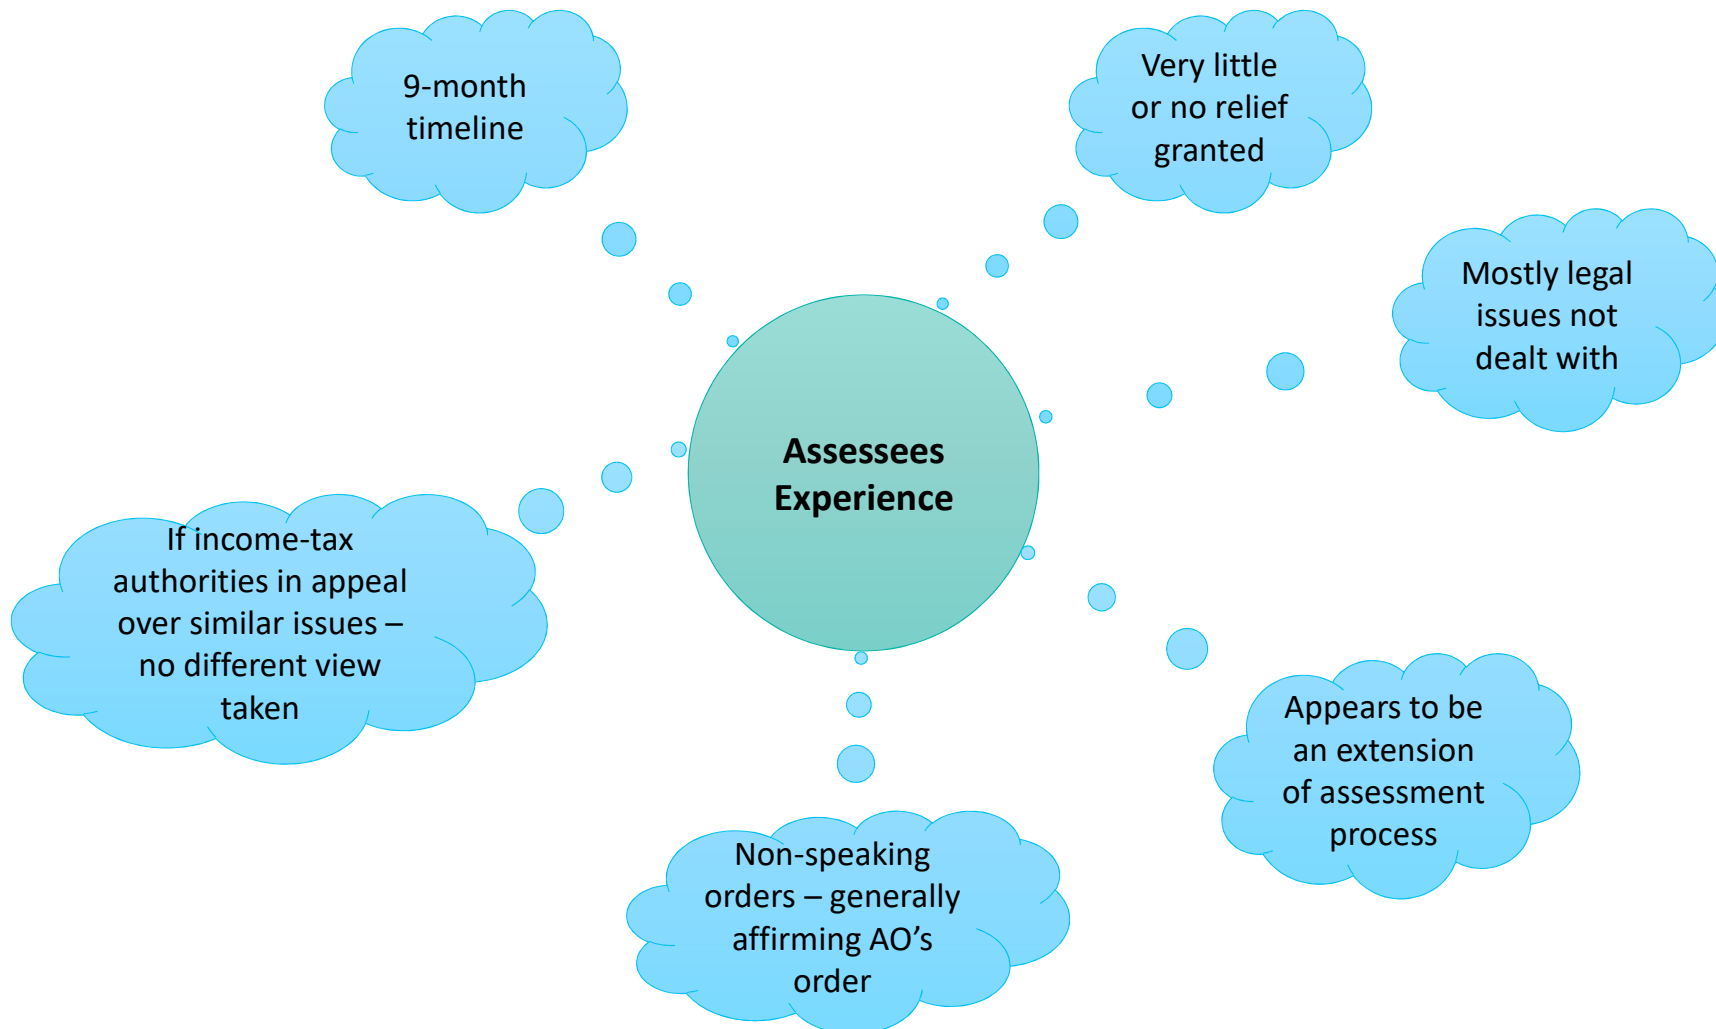 9-month
timeline
Very little
or no relief
granted
Mostly legal
issues not
dealt with
Assessees
Experience
If income-tax
authorities in appeal
over similar issues –
no different view
taken
Appears to be
an extension
of assessment
process
Non-speaking
orders – generally
affirming AO’s
order